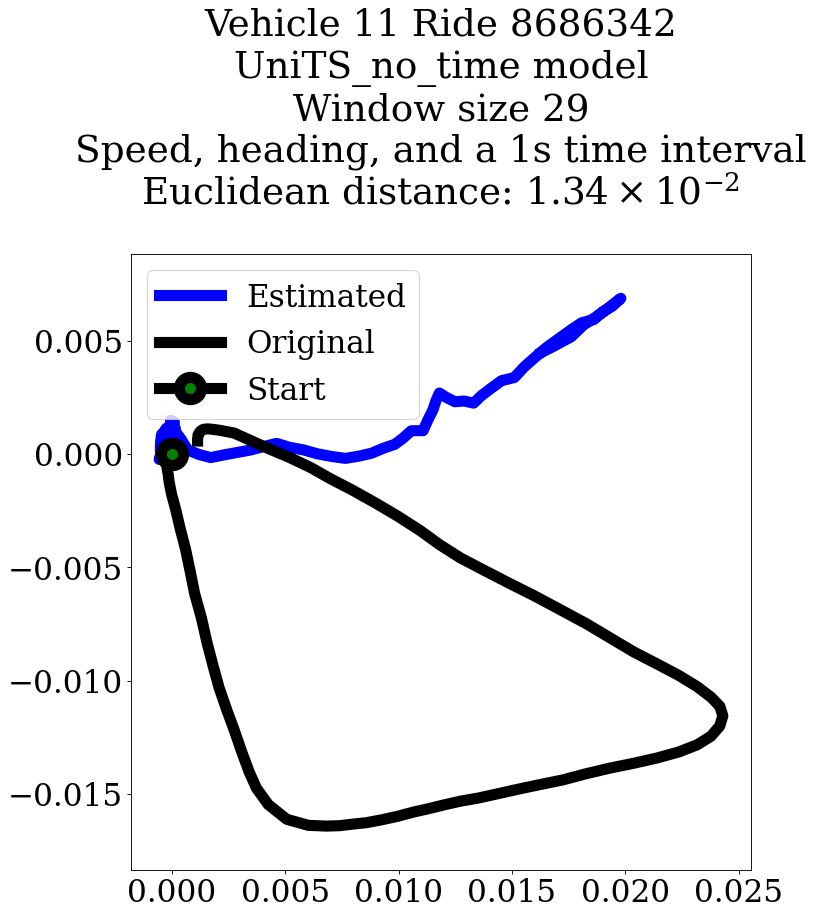 Vehicle 11 Ride 8686342
UniTS_no_time model
Window size 29
Speed, heading, and a 1s time interval
Euclidean distance: 1.34 × 10⁻²
Estimated
Original
Start
0.005
0.000
−0.005
−0.010
−0.015
0.000 0.005 0.010 0.015 0.020 0.025